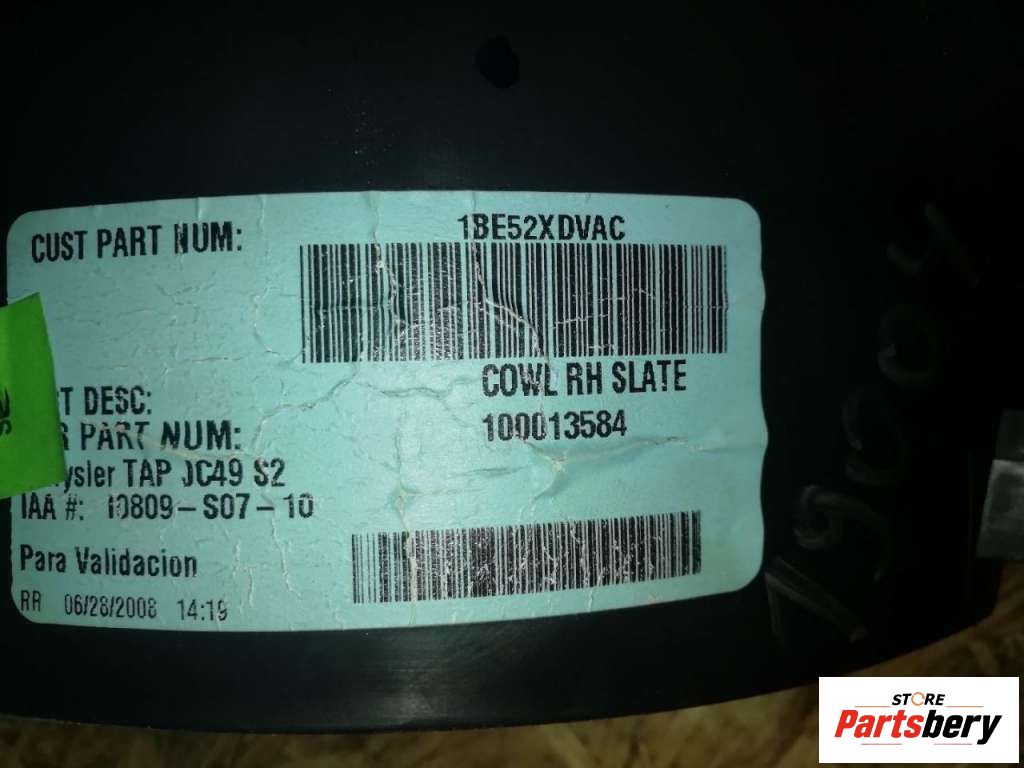 CUST PART NUM: 1BE52XDVAC
T DESC: COWL RH SLATE
R PART NUM: 100013584
ysler TAP JC49 S2
IAA #: 10809-S07-10
Para Validacion
RR 06/28/2008 14:19
STORE
Partsbery